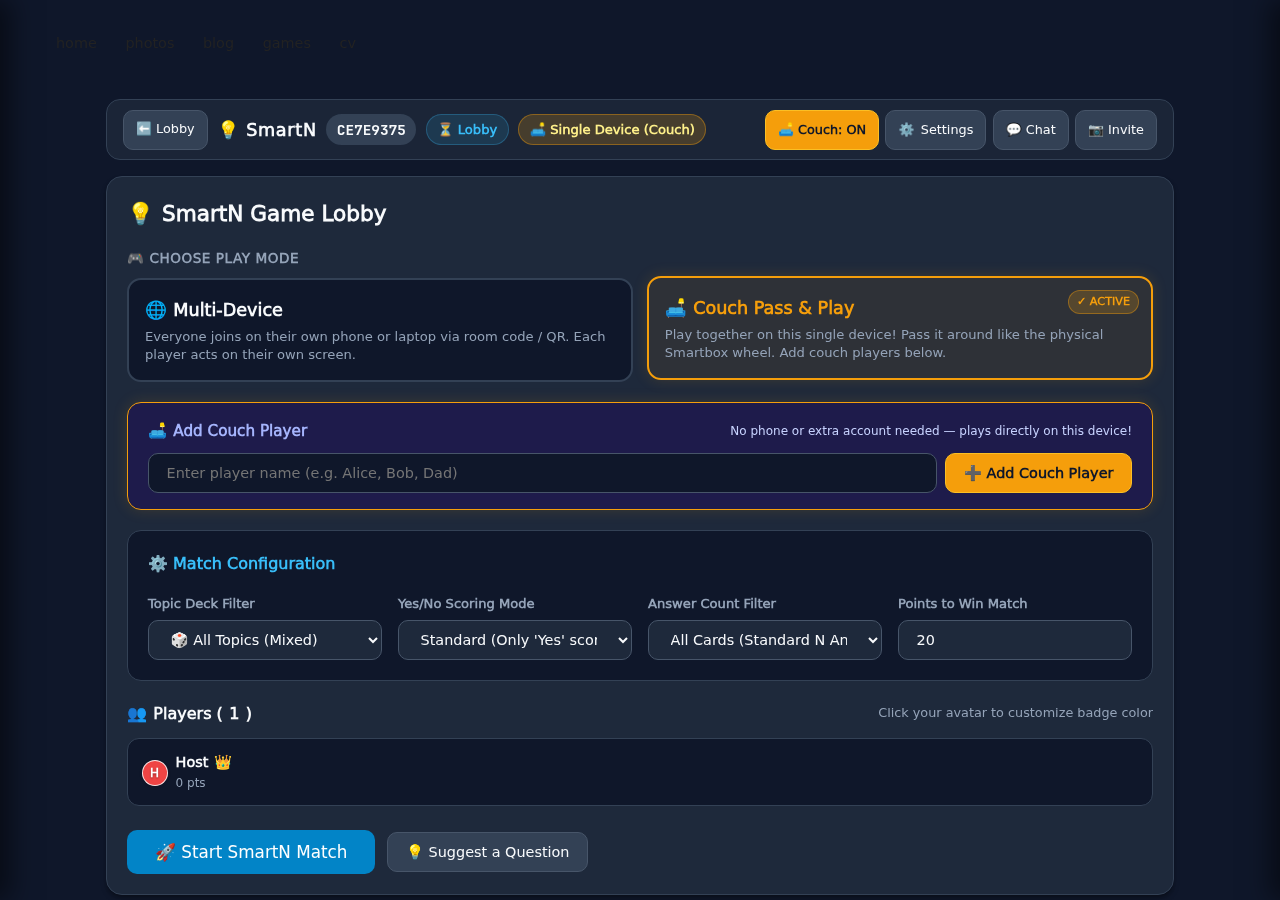 home photos blog games cv
⬅️ Lobby 💡 SmartN CE7E9375 ⏳ Lobby 🛋️ Single Device (Couch) 🛋️ Couch: ON ⚙️ Settings 💬 Chat 📷 Invite
💡 SmartN Game Lobby
🎮 CHOOSE PLAY MODE
🌐 Multi-Device
Everyone joins on their own phone or laptop via room code / QR. Each
player acts on their own screen.
🛋️ Couch Pass & Play
✓ ACTIVE
Play together on this single device! Pass it around like the physical
Smartbox wheel. Add couch players below.
🛋️ Add Couch Player
No phone or extra account needed — plays directly on this device!
Enter player name (e.g. Alice, Bob, Dad)
➕ Add Couch Player
⚙️ Match Configuration
Topic Deck Filter Yes/No Scoring Mode Answer Count Filter Points to Win Match
🎲 All Topics (Mixed) Standard (Only 'Yes' scor All Cards (Standard N An 20
👥 Players ( 1 )
Click your avatar to customize badge color
H
Host 👑
0 pts
🚀 Start SmartN Match
💡 Suggest a Question